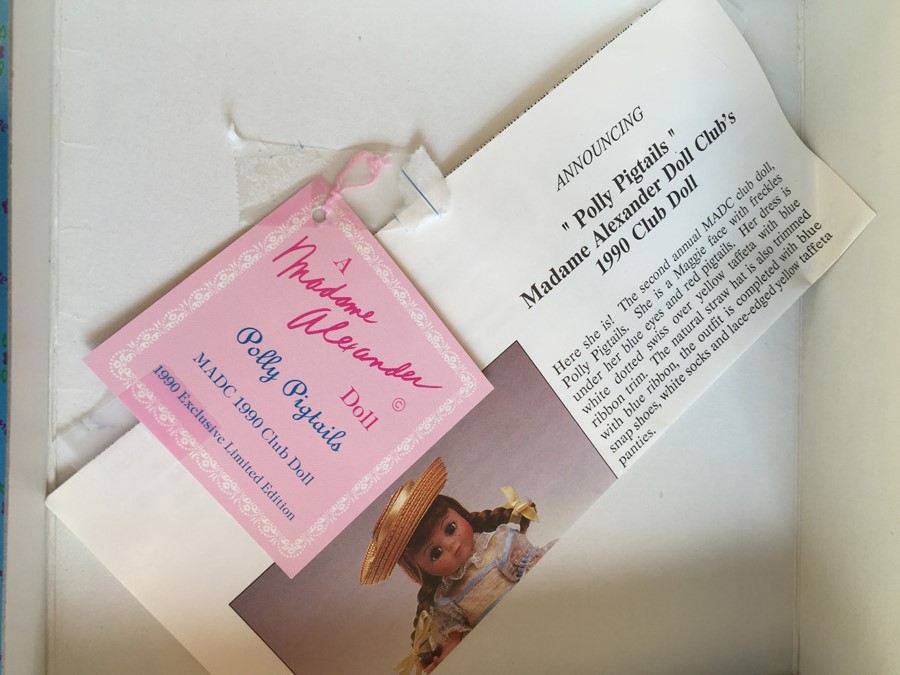 A
Madame
Alexander
Doll ©
Polly Pigtails
MADC 1990 Club Doll
1990 Exclusive Limited Edition
ANNOUNCING
" Polly Pigtails "
Madame Alexander Doll Club's
1990 Club Doll
Here she is! The second annual MADC club doll,
Polly Pigtails. She is a Maggie face with freckles
under her blue eyes and red pigtails. Her dress is
white dotted swiss over yellow taffeta with blue
ribbon trim. The natural straw hat is also trimmed
with blue ribbon, the outfit is completed with blue
snap shoes, white socks and lace-edged yellow taffeta
panties.